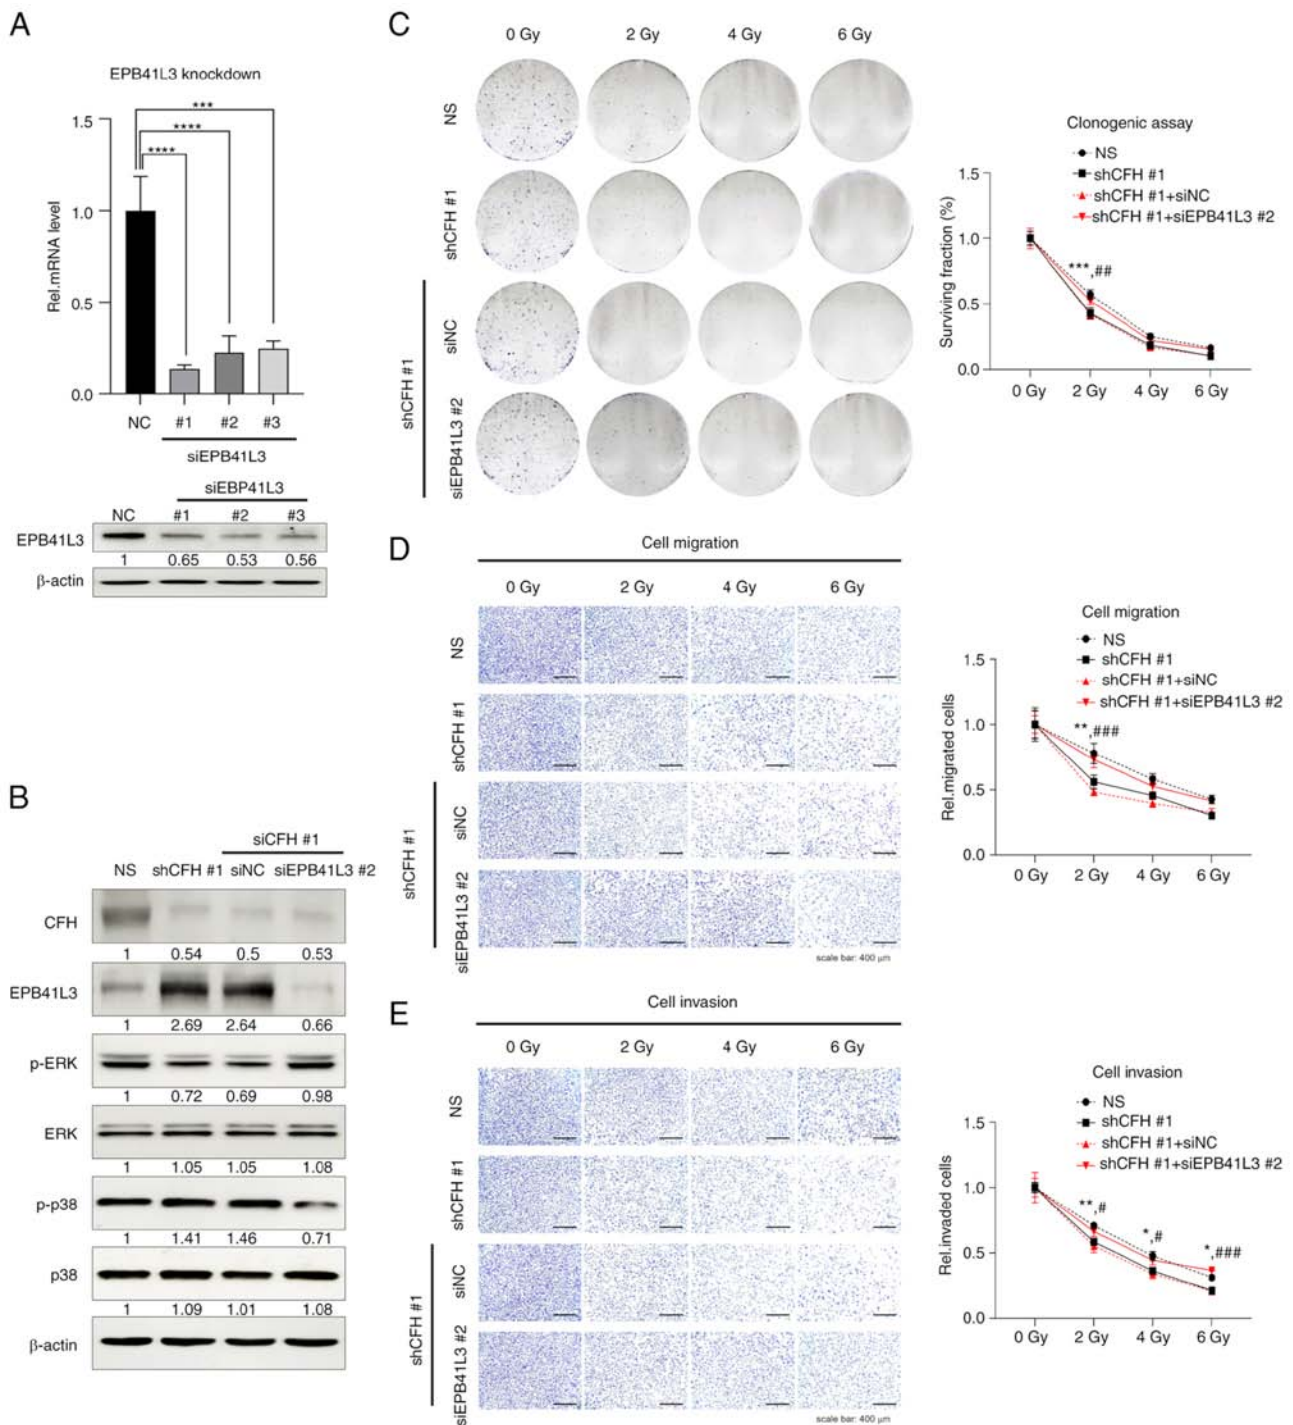 A
EPB41L3 knockdown
***
****
****
Rel.mRNA level
1.5
1.0
0.5
0.0
NC #1 #2 #3
siEPB41L3
siEBP41L3
NC #1 #2 #3
EPB41L3
1 0.65 0.53 0.56
β-actin
B
siCFH #1
NS shCFH #1 siNC siEPB41L3 #2
CFH
1 0.54 0.5 0.53
EPB41L3
1 2.69 2.64 0.66
p-ERK
1 0.72 0.69 0.98
ERK
1 1.05 1.05 1.08
p-p38
1 1.41 1.46 0.71
p38
1 1.09 1.01 1.08
β-actin
C
0 Gy 2 Gy 4 Gy 6 Gy
NS
shCFH #1
siNC
siEPB41L3 #2
shCFH #1
Clonogenic assay
NS
shCFH #1
shCFH #1+siNC
shCFH #1+siEPB41L3 #2
Surviving fraction (%)
1.5
1.0
0.5
0.0
***,##
0 Gy 2 Gy 4 Gy 6 Gy
D
Cell migration
0 Gy 2 Gy 4 Gy 6 Gy
NS
shCFH #1
siNC
siEPB41L3 #2
shCFH #1
scale bar: 400 μm
Cell migration
NS
shCFH #1
shCFH #1+siNC
shCFH #1+siEPB41L3 #2
Rel.migrated cells
1.5
1.0
0.5
0.0
**,###
0 Gy 2 Gy 4 Gy 6 Gy
E
Cell invasion
0 Gy 2 Gy 4 Gy 6 Gy
NS
shCFH #1
siNC
siEPB41L3 #2
shCFH #1
scale bar: 400 μm
Cell invasion
NS
shCFH #1
shCFH #1+siNC
shCFH #1+siEPB41L3 #2
Rel.invaded cells
1.5
1.0
0.5
0.0
**,#
*,#
*,###
0 Gy 2 Gy 4 Gy 6 Gy